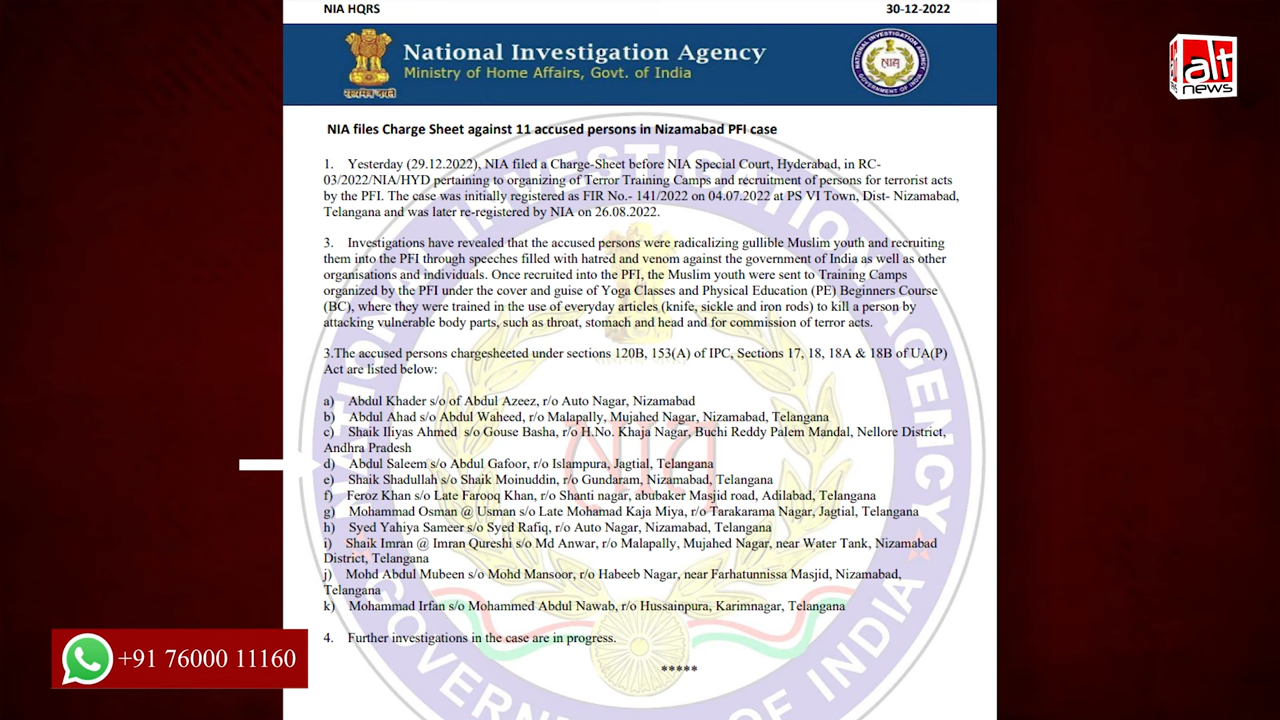 NIA HQRS 30-12-2022
National Investigation Agency
Ministry of Home Affairs, Govt. of India
सत्यमेव जयते
NATIONAL INVESTIGATION AGENCY
GOVERNMENT OF INDIA
alt
news
NIA files Charge Sheet against 11 accused persons in Nizamabad PFI case
1. Yesterday (29.12.2022), NIA filed a Charge-Sheet before NIA Special Court, Hyderabad, in RC-
03/2022/NIA/HYD pertaining to organizing of Terror Training Camps and recruitment of persons for terrorist acts
by the PFI. The case was initially registered as FIR No.- 141/2022 on 04.07.2022 at PS VI Town, Dist- Nizamabad,
Telangana and was later re-registered by NIA on 26.08.2022.
3. Investigations have revealed that the accused persons were radicalizing gullible Muslim youth and recruiting
them into the PFI through speeches filled with hatred and venom against the government of India as well as other
organisations and individuals. Once recruited into the PFI, the Muslim youth were sent to Training Camps
organized by the PFI under the cover and guise of Yoga Classes and Physical Education (PE) Beginners Course
(BC), where they were trained in the use of everyday articles (knife, sickle and iron rods) to kill a person by
attacking vulnerable body parts, such as throat, stomach and head and for commission of terror acts.
3.The accused persons chargesheeted under sections 120B, 153(A) of IPC, Sections 17, 18, 18A & 18B of UA(P)
Act are listed below:
a) Abdul Khader s/o of Abdul Azeez, r/o Auto Nagar, Nizamabad
b) Abdul Ahad s/o Abdul Waheed, r/o Malapally, Mujahed Nagar, Nizamabad, Telangana
c) Shaik Iliyas Ahmed s/o Gouse Basha, r/o H.No. Khaja Nagar, Buchi Reddy Palem Mandal, Nellore District,
Andhra Pradesh
d) Abdul Saleem s/o Abdul Gafoor, r/o Islampura, Jagtial, Telangana
e) Shaik Shadullah s/o Shaik Moinuddin, r/o Gundaram, Nizamabad, Telangana
f) Feroz Khan s/o Late Farooq Khan, r/o Shanti nagar, abubaker Masjid road, Adilabad, Telangana
g) Mohammad Osman @ Usman s/o Late Mohamad Kaja Miya, r/o Tarakarama Nagar, Jagtial, Telangana
h) Syed Yahiya Sameer s/o Syed Rafiq, r/o Auto Nagar, Nizamabad, Telangana
i) Shaik Imran @ Imran Qureshi s/o Md Anwar, r/o Malapally, Mujahed Nagar, near Water Tank, Nizamabad
District, Telangana
j) Mohd Abdul Mubeen s/o Mohd Mansoor, r/o Habeeb Nagar, near Farhatunnissa Masjid, Nizamabad,
Telangana
k) Mohammad Irfan s/o Mohammed Abdul Nawab, r/o Hussainpura, Karimnagar, Telangana
4. Further investigations in the case are in progress.
*****
+91 76000 11160